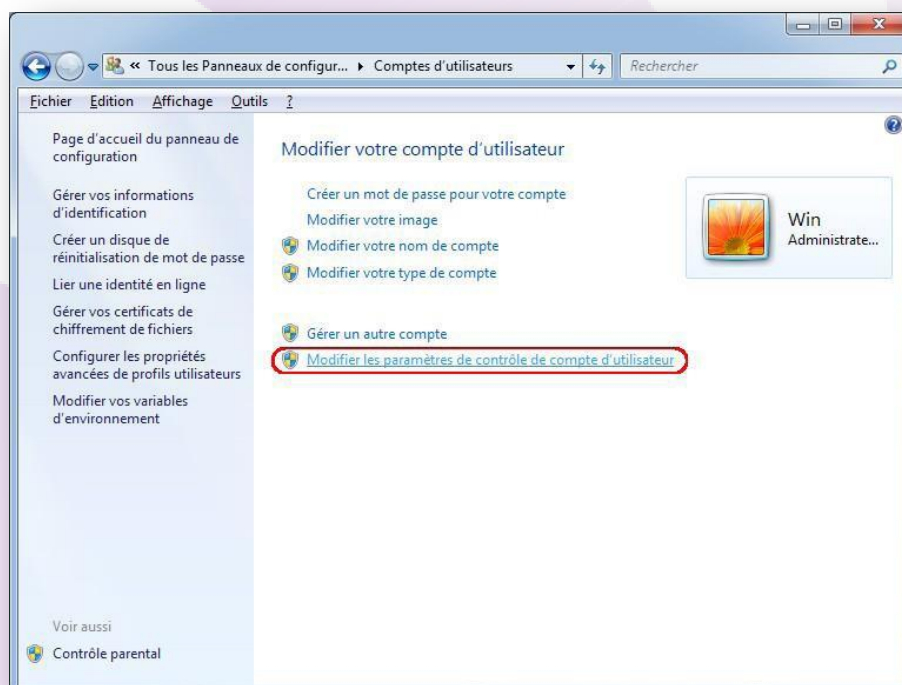 « Tous les Panneaux de configur... ▸ Comptes d'utilisateurs
Rechercher
Fichier Edition Affichage Outils ?
Page d'accueil du panneau de
configuration
Gérer vos informations
d'identification
Créer un disque de
réinitialisation de mot de passe
Lier une identité en ligne
Gérer vos certificats de
chiffrement de fichiers
Configurer les propriétés
avancées de profils utilisateurs
Modifier vos variables
d'environnement
Voir aussi
Contrôle parental
Modifier votre compte d'utilisateur
Créer un mot de passe pour votre compte
Modifier votre image
Modifier votre nom de compte
Modifier votre type de compte
Gérer un autre compte
Modifier les paramètres de contrôle de compte d'utilisateur
Win
Administrate...